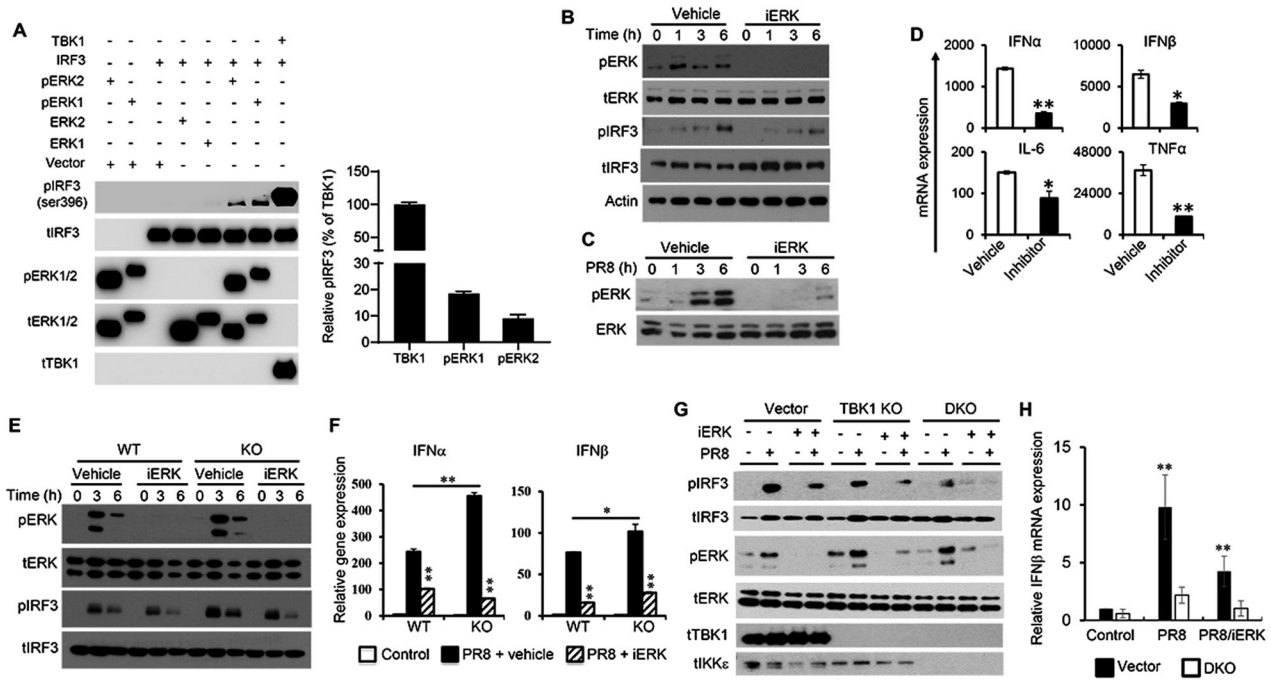 A
TBK1 - - - - - - - +
IRF3 - - + + + + + +
pERK2 + - - - - + - -
pERK1 - + - - - - + -
ERK2 - - - + - - - -
ERK1 - - - - + - - -
Vector + + + - - - - -
pIRF3
(ser396)
tIRF3
pERK1/2
tERK1/2
tTBK1
Relative pIRF3 (% of TBK1)
150
100
50
30
20
10
0
TBK1 pERK1 pERK2
B
Vehicle iERK
Time (h) 0 1 3 6 0 1 3 6
pERK
tERK
pIRF3
tIRF3
Actin
C
Vehicle iERK
PR8 (h) 0 1 3 6 0 1 3 6
pERK
ERK
D
mRNA expression
IFNα
2000
1000
0
**
IFNβ
10000
6000
0
*
IL-6
200
100
0
*
TNFα
48000
24000
0
**
Vehicle Inhibitor Vehicle Inhibitor
E
WT KO
Vehicle iERK Vehicle iERK
Time (h) 0 3 6 0 3 6 0 3 6 0 3 6
pERK
tERK
pIRF3
tIRF3
F
Relative gene expression
IFNα
500
400
300
200
100
0
**
**
**
WT KO
IFNβ
150
100
50
0
*
**
**
WT KO
Control PR8 + vehicle PR8 + iERK
G
Vector TBK1 KO DKO
iERK - - + + - - + + - - + +
PR8 - + - + - + - + - + - +
pIRF3
tIRF3
pERK
tERK
tTBK1
tIKKε
H
Relative IFNβ mRNA expression
15
10
5
0
**
**
Control PR8 PR8/iERK
Vector DKO